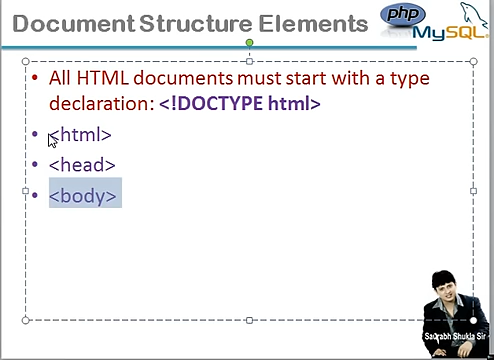 Document Structure Elements
php
MySQL
• All HTML documents must start with a type
declaration: <!DOCTYPE html>
• <html>
• <head>
• <body>
Saurabh Shukla Sir